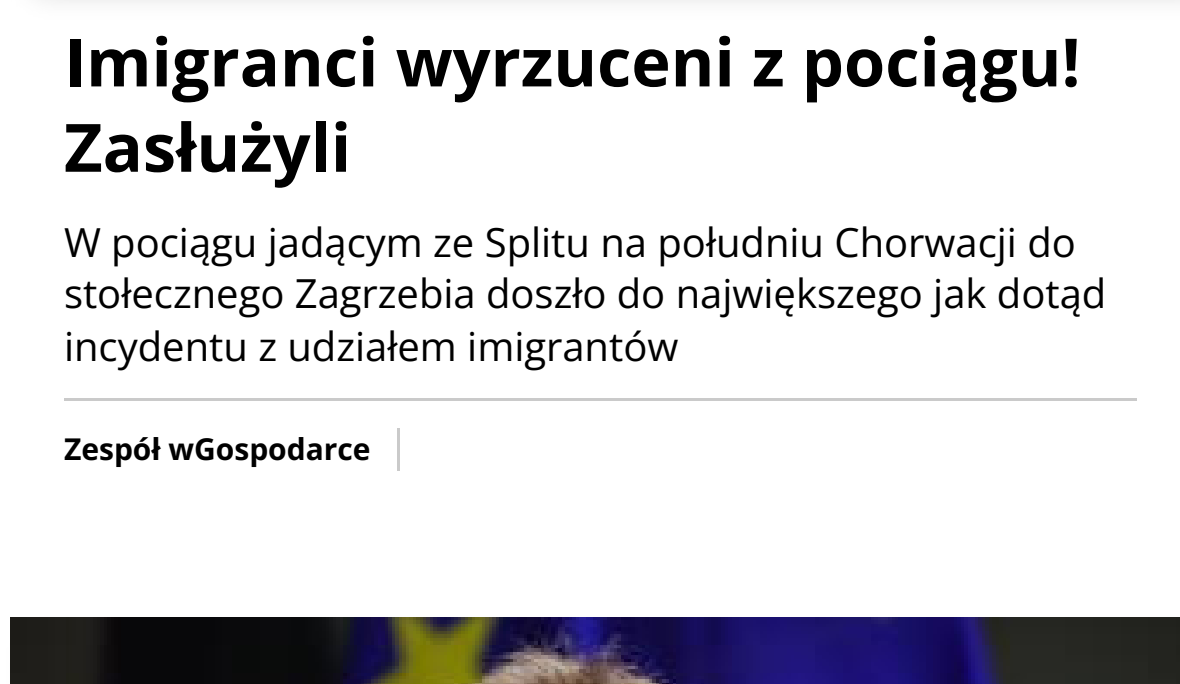 Imigranci wyrzuceni z pociągu!
Zasłużyli
W pociągu jadącym ze Splitu na południu Chorwacji do
stołecznego Zagrzebia doszło do największego jak dotąd
incydentu z udziałem imigrantów
Zespół wGospodarce